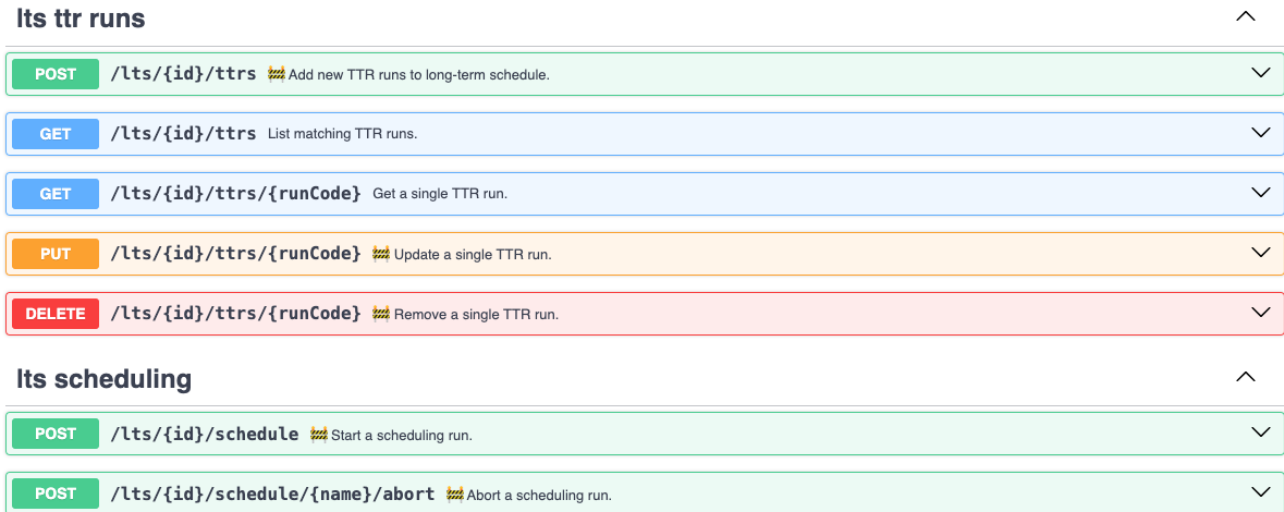 lts ttr runs
POST /lts/{id}/ttrs 🚧 Add new TTR runs to long-term schedule.
GET /lts/{id}/ttrs List matching TTR runs.
GET /lts/{id}/ttrs/{runCode} Get a single TTR run.
PUT /lts/{id}/ttrs/{runCode} 🚧 Update a single TTR run.
DELETE /lts/{id}/ttrs/{runCode} 🚧 Remove a single TTR run.
lts scheduling
POST /lts/{id}/schedule 🚧 Start a scheduling run.
POST /lts/{id}/schedule/{name}/abort 🚧 Abort a scheduling run.